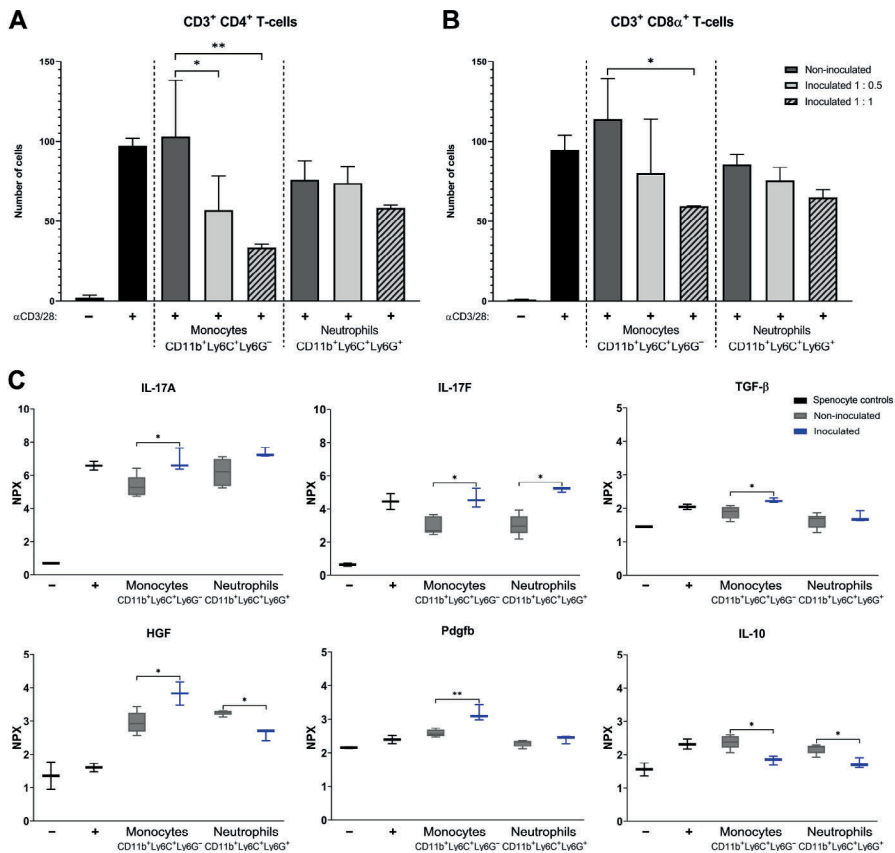 A
CD3⁺ CD4⁺ T-cells
Number of cells
150
100
50
0
** 
*
αCD3/28: − + + + + + + +
Monocytes Neutrophils
CD11b⁺Ly6C⁺Ly6G⁻ CD11b⁺Ly6C⁺Ly6G⁺
B
CD3⁺ CD8α⁺ T-cells
Number of cells
150
100
50
0
*
Non-inoculated
Inoculated 1 : 0.5
Inoculated 1 : 1
αCD3/28: − + + + + + + +
Monocytes Neutrophils
CD11b⁺Ly6C⁺Ly6G⁻ CD11b⁺Ly6C⁺Ly6G⁺
C
IL-17A
NPX
10
8
6
4
2
0
*
− + Monocytes Neutrophils
CD11b⁺Ly6C⁺Ly6G⁻ CD11b⁺Ly6C⁺Ly6G⁺
IL-17F
NPX
10
8
6
4
2
0
* *
− + Monocytes Neutrophils
CD11b⁺Ly6C⁺Ly6G⁻ CD11b⁺Ly6C⁺Ly6G⁺
TGF-β
NPX
5
4
3
2
1
0
*
Spenocyte controls
Non-inoculated
Inoculated
− + Monocytes Neutrophils
CD11b⁺Ly6C⁺Ly6G⁻ CD11b⁺Ly6C⁺Ly6G⁺
HGF
NPX
5
4
3
2
1
0
* *
− + Monocytes Neutrophils
CD11b⁺Ly6C⁺Ly6G⁻ CD11b⁺Ly6C⁺Ly6G⁺
Pdgfb
NPX
5
4
3
2
1
0
**
− + Monocytes Neutrophils
CD11b⁺Ly6C⁺Ly6G⁻ CD11b⁺Ly6C⁺Ly6G⁺
IL-10
NPX
5
4
3
2
1
0
* *
− + Monocytes Neutrophils
CD11b⁺Ly6C⁺Ly6G⁻ CD11b⁺Ly6C⁺Ly6G⁺